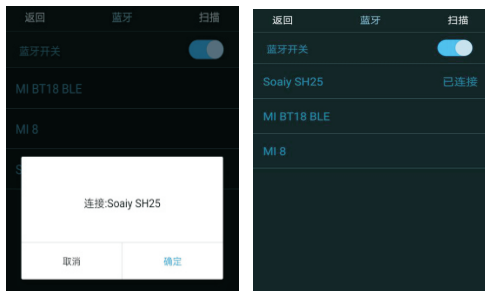 返回 蓝牙 扫描
蓝牙开关
MI BT18 BLE
MI 8
S
连接:Soaiy SH25
取消 确定
返回 蓝牙 扫描
蓝牙开关
Soaiy SH25 已连接
MI BT18 BLE
MI 8